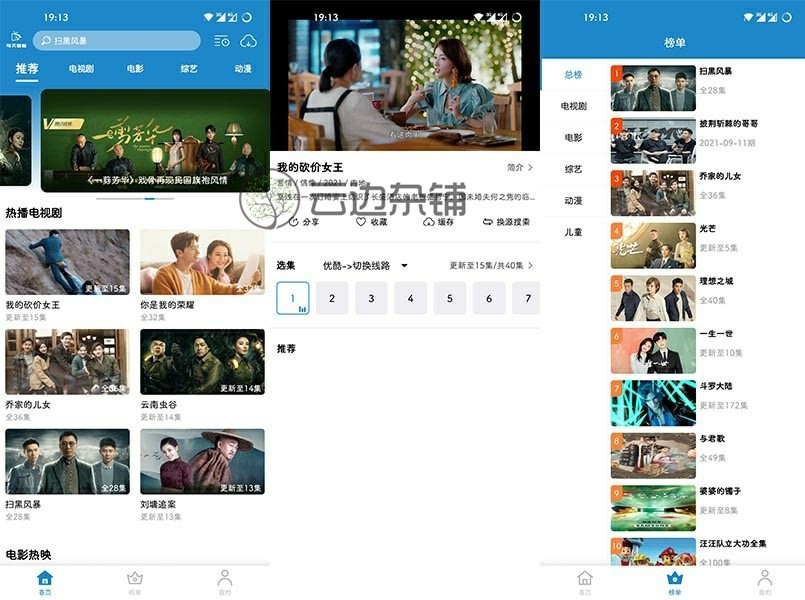 19:13
扫黑风暴
推荐
电视剧
电影
综艺
动漫
一剪芳华
《一剪芳华》戏骨再现民国旗袍风情
热播电视剧
更新至15集
全32集
我的砍价女王
更新至15集
你是我的荣耀
全32集
全36集
更新至14集
乔家的儿女
全36集
云南虫谷
更新至14集
全28集
更新至13集
扫黑风暴
全28集
刘墉追案
更新至13集
电影热映
首页
榜单
我的
19:13
我的砍价女王
简介
爱情 / 偶像 / 2021 / 内地
分享
收藏
缓存
换源搜索
选集
优酷->切换线路
更新至15集/共40集
1
2
3
4
5
6
7
推荐
云边杂铺
19:13
榜单
总榜
电视剧
电影
综艺
动漫
儿童
1
扫黑风暴
全28集
2
披荆斩棘的哥哥
2021-09-11期
3
乔家的儿女
全36集
4
光芒
更新至5集
5
理想之城
全40集
6
一生一世
更新至10集
7
斗罗大陆
更新至172集
8
与君歌
全49集
9
婆婆的镯子
更新至8集
10
汪汪队立大功全集
全100集
首页
榜单
我的